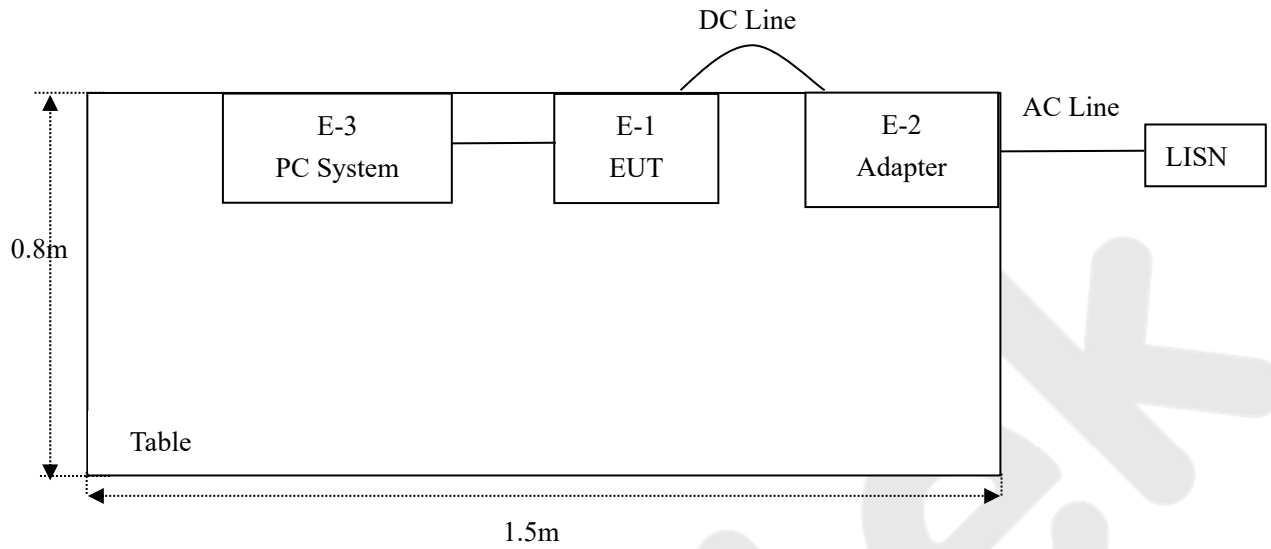 DC Line
E-3
PC System
E-1
EUT
E-2
Adapter
AC Line
LISN
0.8m
Table
1.5m